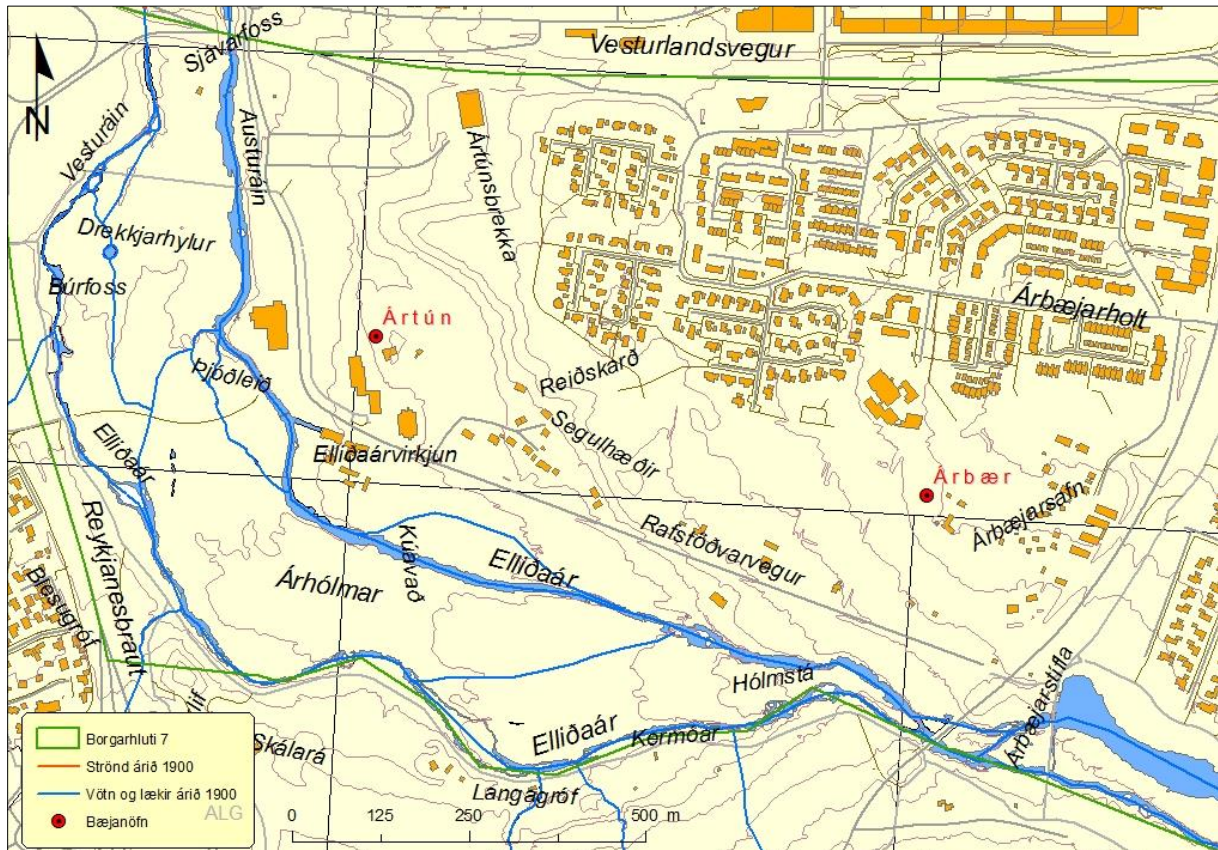 Sjávarfoss
Vesturlandsvegur
N
Vesturáin
Austuráin
Ártúnsbrekka
Drekkjarhylur
Búrfoss
Árbæjarholt
Ártún
Þjóðleið
Reiðskarð
Segulhæðir
Elliðaár
Elliðaárvirkjun
Árbær
Árbæjarsafn
Reykjanesbraut
Rafstöðvarvegur
Kúavað
Elliðaár
Blesugróf
Árhólmar
Hólmstá
Árbæjarstífla
Elliðaár
Kermóar
Skálará
Langagróf
Borgarhluti 7
Strönd árið 1900
Vötn og lækir árið 1900
Bæjanöfn
ALG
0 125 250 500 m